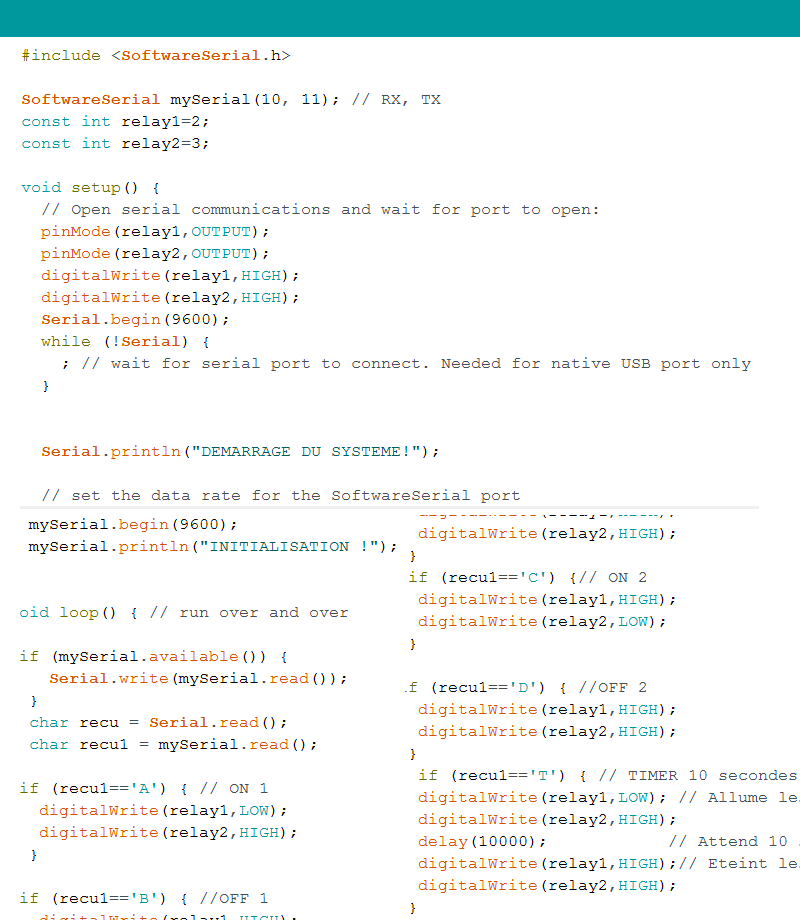 #include <SoftwareSerial.h>
SoftwareSerial mySerial(10, 11); // RX, TX
const int relay1=2;
const int relay2=3;
void setup() {
// Open serial communications and wait for port to open:
pinMode(relay1,OUTPUT);
pinMode(relay2,OUTPUT);
digitalWrite(relay1,HIGH);
digitalWrite(relay2,HIGH);
Serial.begin(9600);
while (!Serial) {
; // wait for serial port to connect. Needed for native USB port only
}
Serial.println("DEMARRAGE DU SYSTEME!");
// set the data rate for the SoftwareSerial port
mySerial.begin(9600);
mySerial.println("INITIALISATION !");
oid loop() { // run over and over
if (mySerial.available()) {
Serial.write(mySerial.read());
}
char recu = Serial.read();
char recu1 = mySerial.read();
if (recu1=='A') { // ON 1
digitalWrite(relay1,LOW);
digitalWrite(relay2,HIGH);
}
if (recu1=='B') { //OFF 1
digitalWrite(relay1,HIGH);
digitalWrite(relay2,HIGH);
}
if (recu1=='C') {// ON 2
digitalWrite(relay1,HIGH);
digitalWrite(relay2,LOW);
}
if (recu1=='D') { //OFF 2
digitalWrite(relay1,HIGH);
digitalWrite(relay2,HIGH);
}
if (recu1=='T') { // TIMER 10 secondes
digitalWrite(relay1,LOW); // Allume le
digitalWrite(relay2,HIGH);
delay(10000); // Attend 10
digitalWrite(relay1,HIGH);// Eteint le
digitalWrite(relay2,HIGH);
}